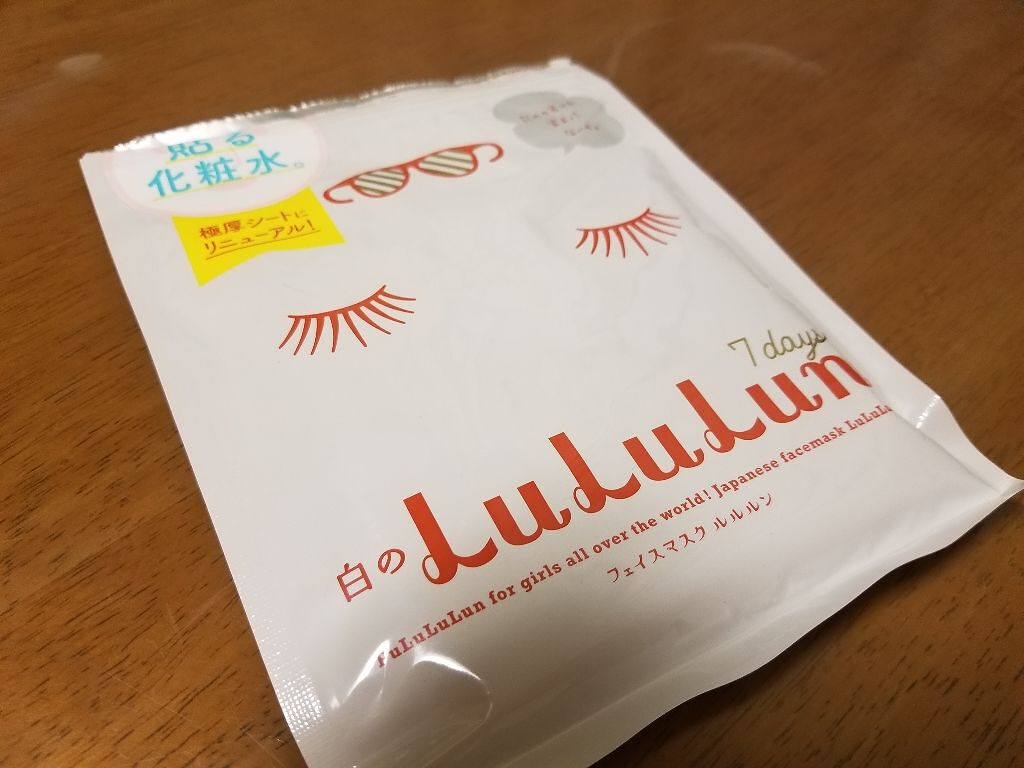 貼る
化粧水。
極厚シートに
リニューアル!
7 days
白の LuLuLun
LuLuLun for girls all over the world! Japanese facemask
フェイスマスク ルルルン